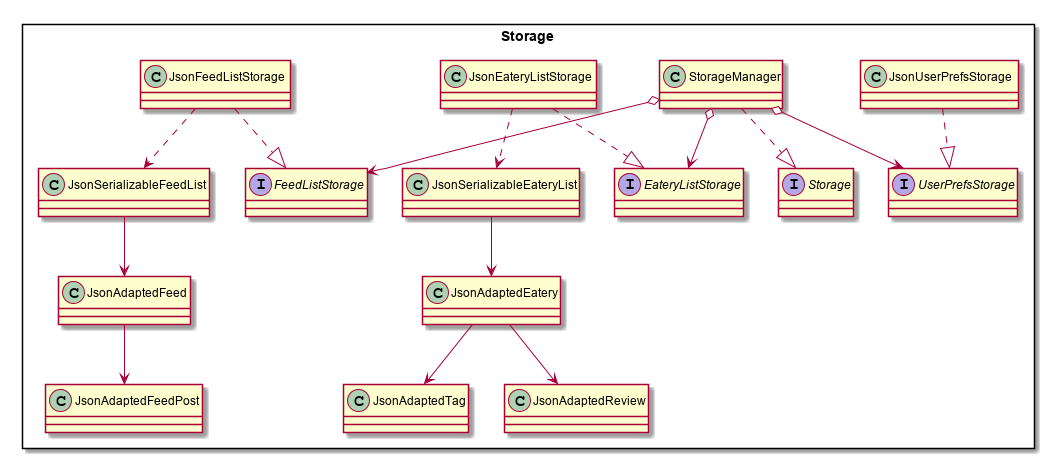 Storage
C JsonFeedListStorage
C JsonEateryListStorage
C StorageManager
C JsonUserPrefsStorage
C JsonSerializableFeedList
I FeedListStorage
C JsonSerializableEateryList
I EateryListStorage
I Storage
I UserPrefsStorage
C JsonAdaptedFeed
C JsonAdaptedEatery
C JsonAdaptedFeedPost
C JsonAdaptedTag
C JsonAdaptedReview